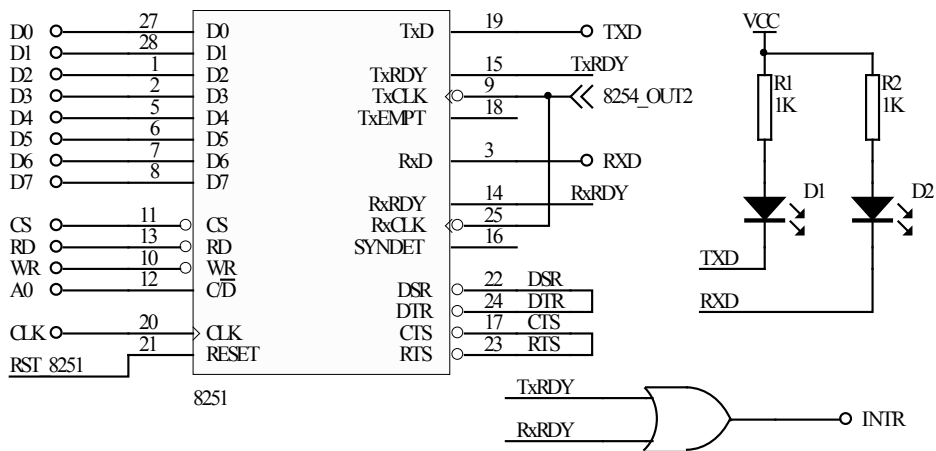 D0 27 D0 TxD 19 TXD
D1 28 D1
D2 1 D2 TxRDY 15 TxRDY
D3 2 D3 TxCLK 9 8254_OUT2
D4 5 D4 TxEMPT 18
D5 6 D5
D6 7 D6 RxD 3 RXD
D7 8 D7
RxRDY 14 RxRDY
CS 11 CS RxCLK 25
RD 13 RD SYNDET 16
WR 10 WR
A0 12 C/D DSR 22 DSR
DTR 24 DTR
CLK 20 CLK CTS 17 CTS
RST_8251 21 RESET RTS 23 RTS
8251
VCC
R1 R2
1K 1K
D1 D2
TXD
RXD
TxRDY
RxRDY
INTR